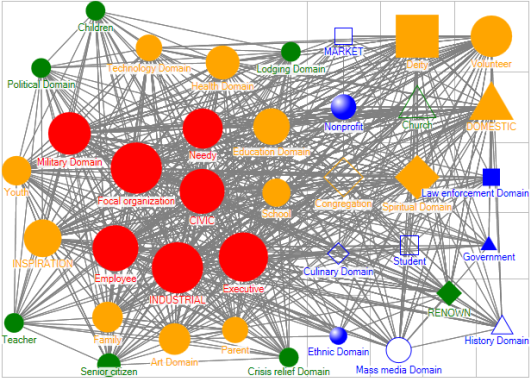 Children
Technology Domain
Health Domain
Lodging Domain
MARKET
Deity
Volunteer
Political Domain
Military Domain
Needy
Education Domain
Nonprofit
Church
DOMESTIC
Youth
Focal organization
CIVIC
School
Congregation
Spiritual Domain
Law enforcement Domain
INSPIRATION
Employee
INDUSTRIAL
Executive
Culinary Domain
Student
Government
RENOWN
Teacher
Family
Art Domain
Parent
Ethnic Domain
History Domain
Senior_citizen
Crisis relief Domain
Mass media Domain